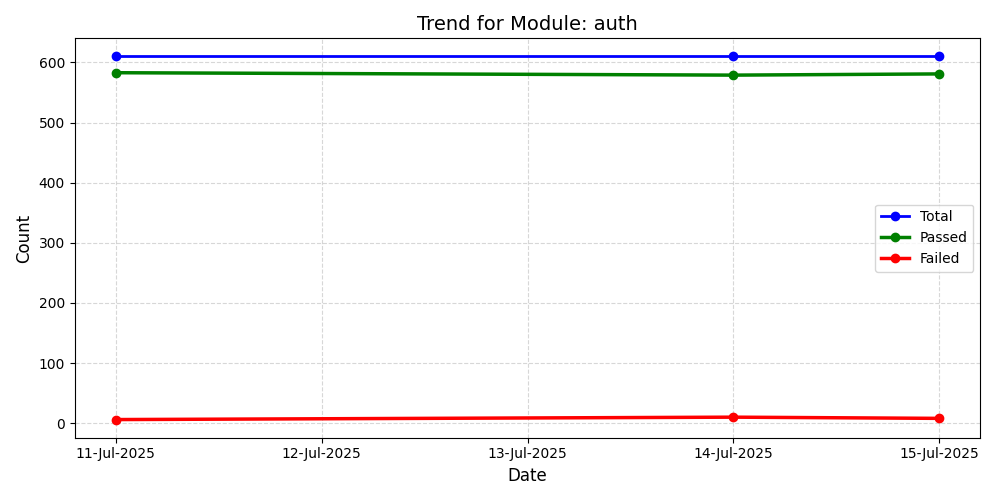 Trend for Module: auth
600
500
400
300
200
100
0
Count
Total
Passed
Failed
11-Jul-2025 12-Jul-2025 13-Jul-2025 14-Jul-2025 15-Jul-2025
Date